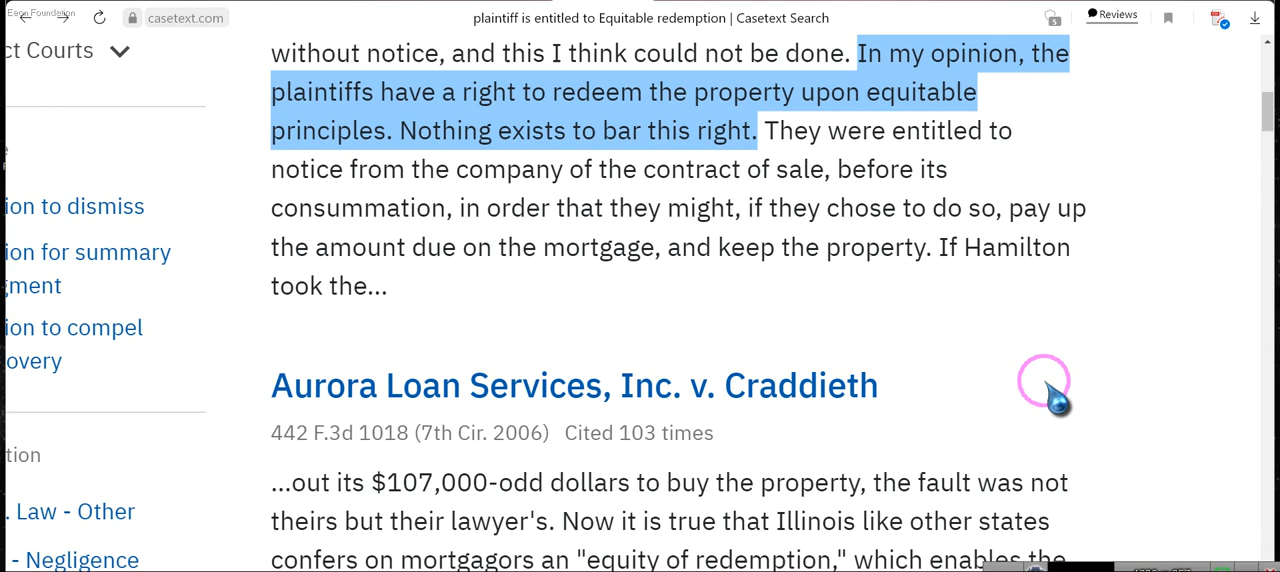 Eeon Foundation
casetext.com
plaintiff is entitled to Equitable redemption | Casetext Search
5
Reviews
ct Courts
without notice, and this I think could not be done. In my opinion, the
plaintiffs have a right to redeem the property upon equitable
principles. Nothing exists to bar this right. They were entitled to
notice from the company of the contract of sale, before its
consummation, in order that they might, if they chose to do so, pay up
the amount due on the mortgage, and keep the property. If Hamilton
took the...
ion to dismiss
ion for summary
gment
ion to compel
overy
Aurora Loan Services, Inc. v. Craddieth
442 F.3d 1018 (7th Cir. 2006) Cited 103 times
tion
. Law - Other
- Negligence
...out its $107,000-odd dollars to buy the property, the fault was not
theirs but their lawyer's. Now it is true that Illinois like other states
confers on mortgagors an "equity of redemption," which enables the